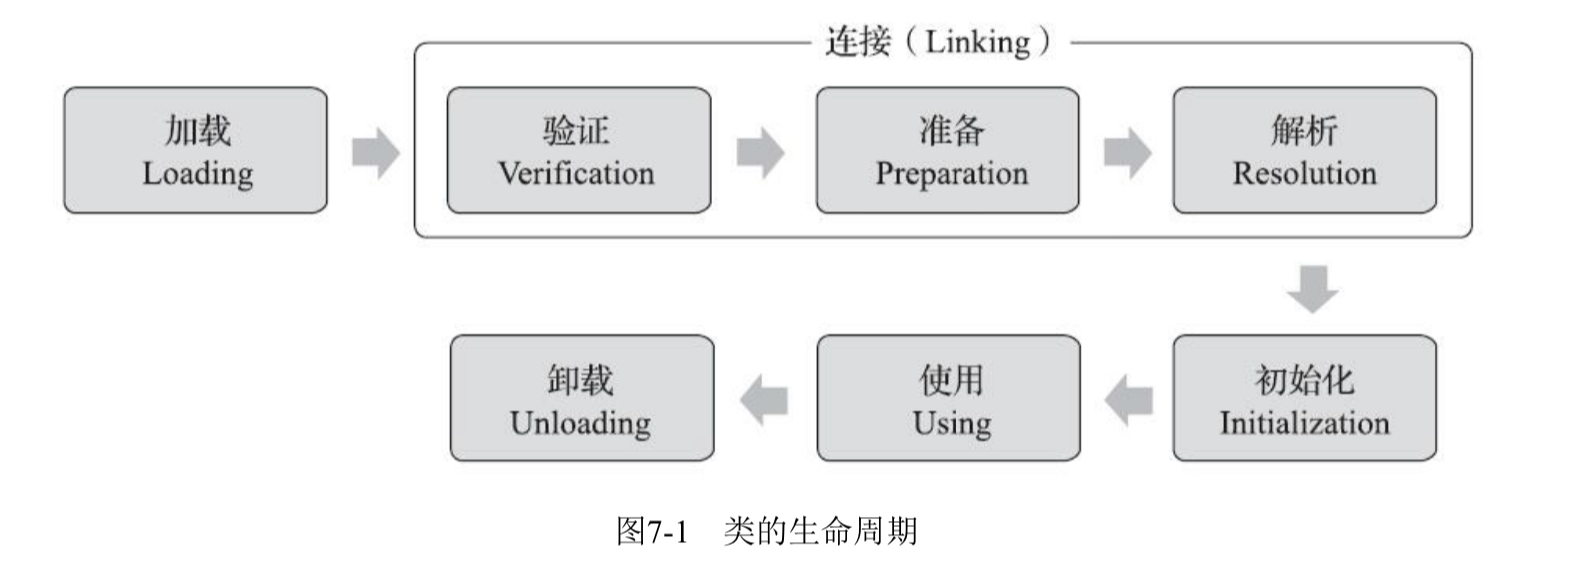 连接（Linking）
加载
Loading
验证
Verification
准备
Preparation
解析
Resolution
初始化
Initialization
使用
Using
卸载
Unloading
图7-1 类的生命周期